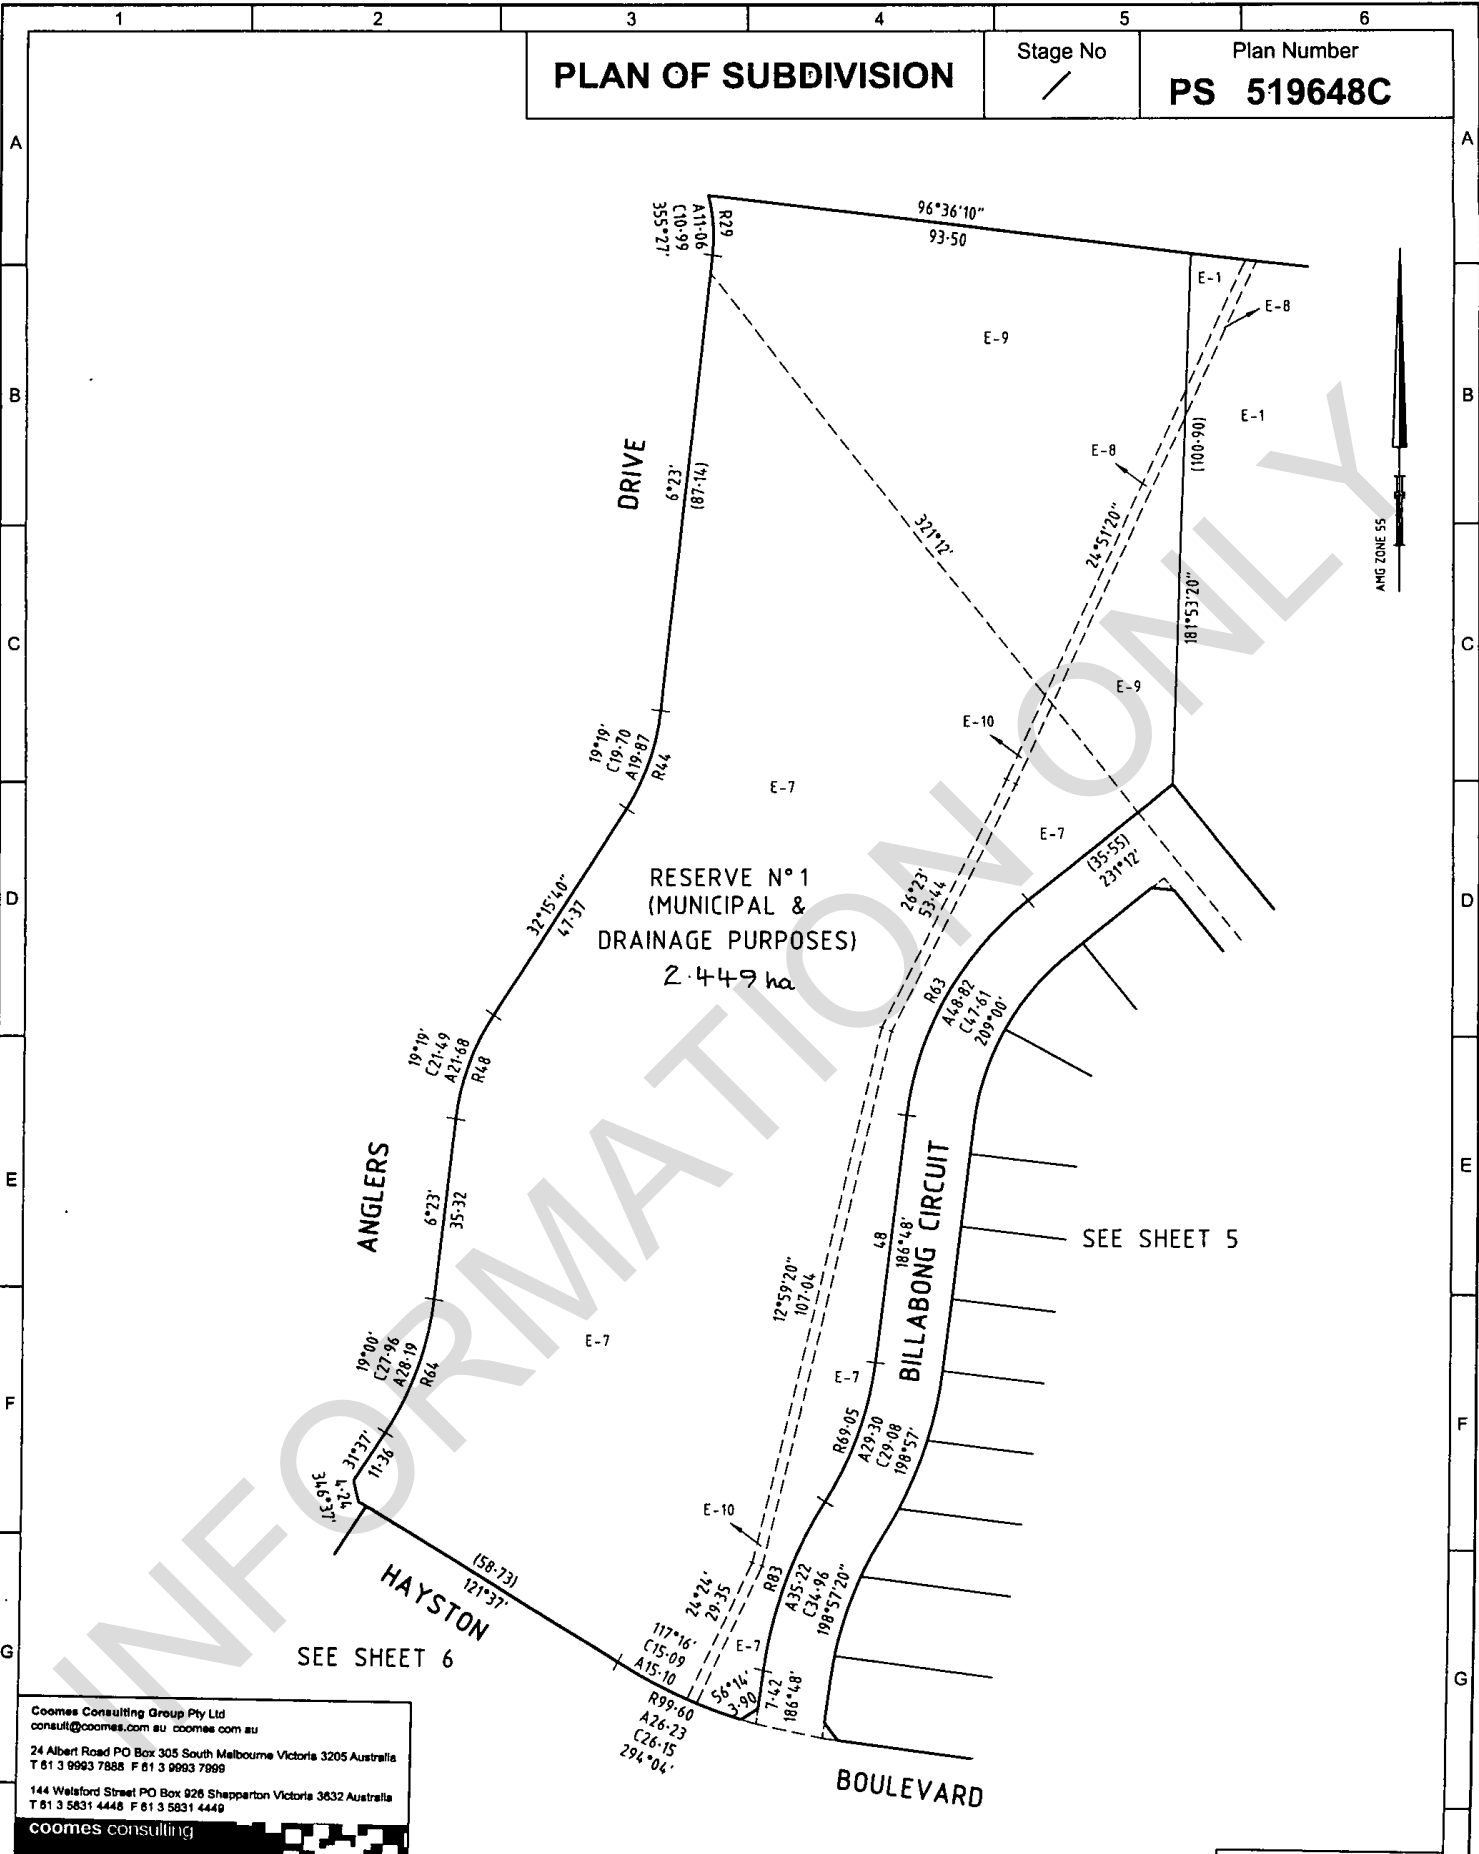 1 2 3 4 5 6
PLAN OF SUBDIVISION
Stage No
/
Plan Number
PS 519648C
A
A
B
B
C
C
D
D
E
E
F
F
G
G
R29
A11·06
C10·99
355°27'
96°36'10"
93·50
E-1
E-8
E-9
E-1
E-8
(100·90)
181°53'20"
AMG ZONE 55
DRIVE
6°23'
(87·14)
321°12'
24°51'20"
E-9
E-10
19°19'
C19·70
A19·87
R44
E-7
E-7
(35·55)
231°12'
RESERVE N° 1
(MUNICIPAL &
DRAINAGE PURPOSES)
2·449 ha
32°15'40"
47·37
26°23'
53·44
R63
A48·82
C47·61
209°00'
19°19'
C21·49
A21·68
R48
ANGLERS
6°23'
35·32
48
186°48'
BILLABONG CIRCUIT
SEE SHEET 5
12°59'20"
107·04
E-7
E-7
19°00'
C27·96
A28·19
R64
R69·05
A29·30
C29·08
198°57'
31°37'
11·36
4·24
346°37'
E-10
(58·73)
121°37'
HAYSTON
SEE SHEET 6
24°24'
29·35
R83
A35·22
C34·96
198°57'20"
117°16'
C15·09
A15·10
E-7
56°14'
3·90
7·42
186°48'
R99·60
A26·23
C26·15
294°04'
BOULEVARD
INFORMATION ONLY
Coomes Consulting Group Pty Ltd
consult@coomes.com au coomes com au
24 Albert Road PO Box 305 South Melbourne Victoria 3205 Australia
T 61 3 9993 7888 F 61 3 9993 7999
144 Welsford Street PO Box 926 Shepparton Victoria 3632 Australia
T 61 3 5831 4448 F 61 3 5831 4449
coomes consulting